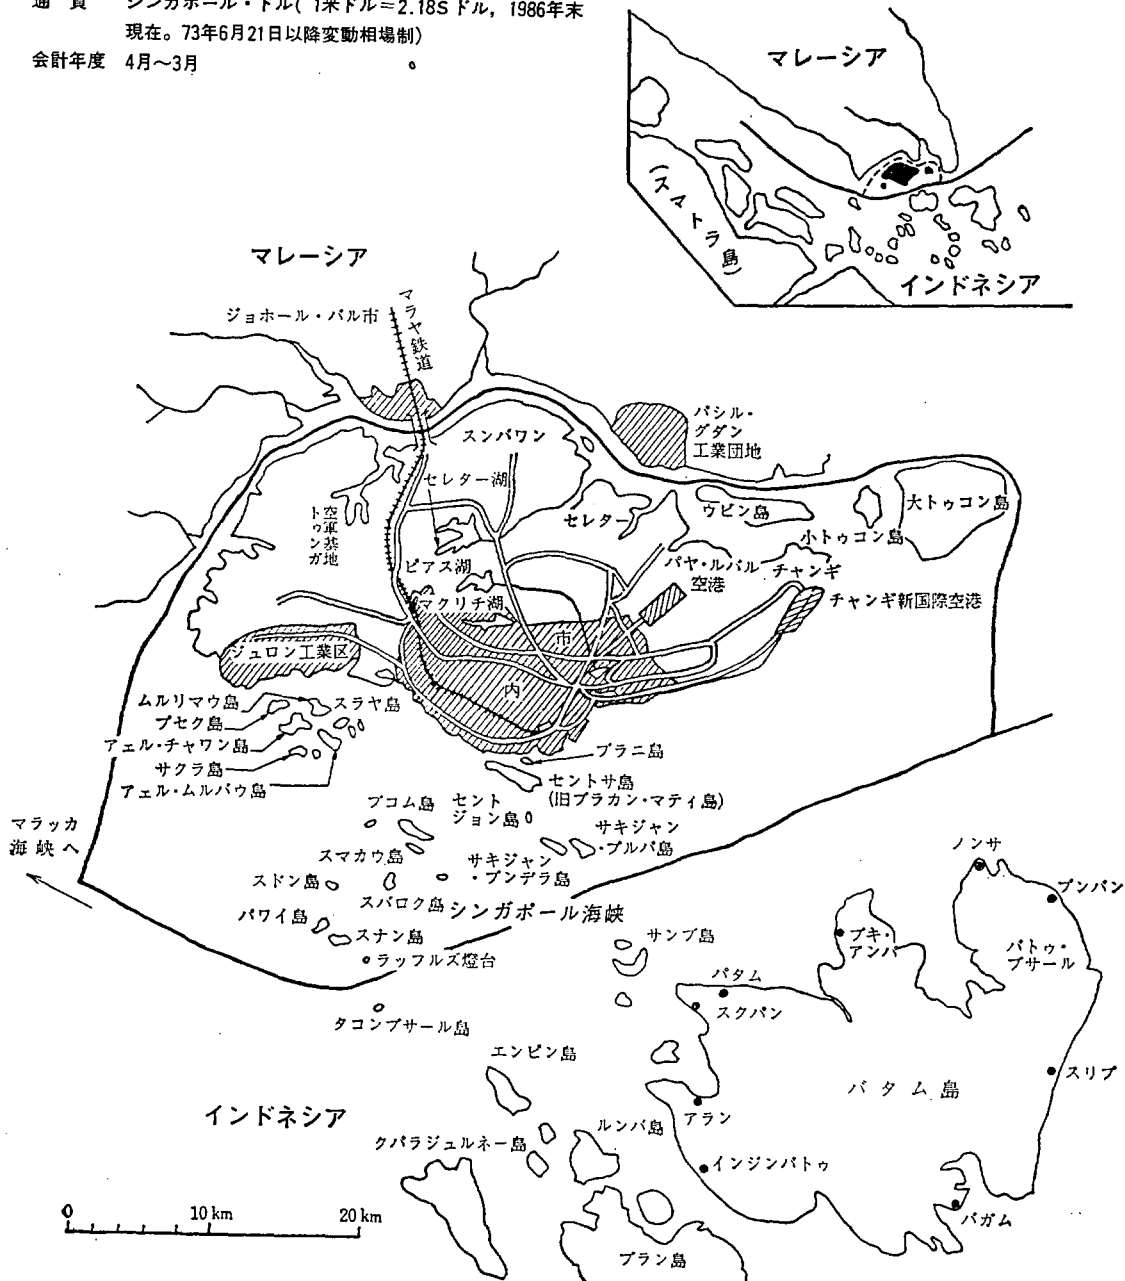 通貨 シンガポール・ドル( 1米ドル＝2.18Sドル, 1986年末
現在。73年6月21日以降変動相場制)
会計年度 4月～3月
マレーシア
(スマトラ島)
インドネシア
マレーシア
ジョホール・バル市
マラヤ鉄道
パシル・
グダン
工業団地
スンバワン
セレター湖
空軍基地
トゥンガ
セレター
ウビン島
大トゥコン島
小トゥコン島
ピアス湖
パヤ・ルバル
空港
チャンギ
マクリチ湖
チャンギ新国際空港
市
ジュロン工業区
内
ムルリマウ島
スラヤ島
プセク島
アェル・チャワン島
サクラ島
アェル・ムルバウ島
ブラニ島
セントサ島
(旧ブラカン・マティ島)
ブコム島
セント
ジョン島
マラッカ
海峡へ
サキジャン
・プルパ島
スマカウ島
サキジャン
・ブンデラ島
スドン島
スバロク島
シンガポール海峡
パワイ島
スナン島
ラッフルズ燈台
ノンサ
プンパン
ブキ・
アンパ
バトゥ・
ブサール
サンブ島
バタム
スクパン
タコンブサール島
エンピン島
バタム島
スリプ
インドネシア
アラン
ルンバ島
クパラジュルネー島
インジンバトゥ
バガム
0 10km 20km
ブラン島